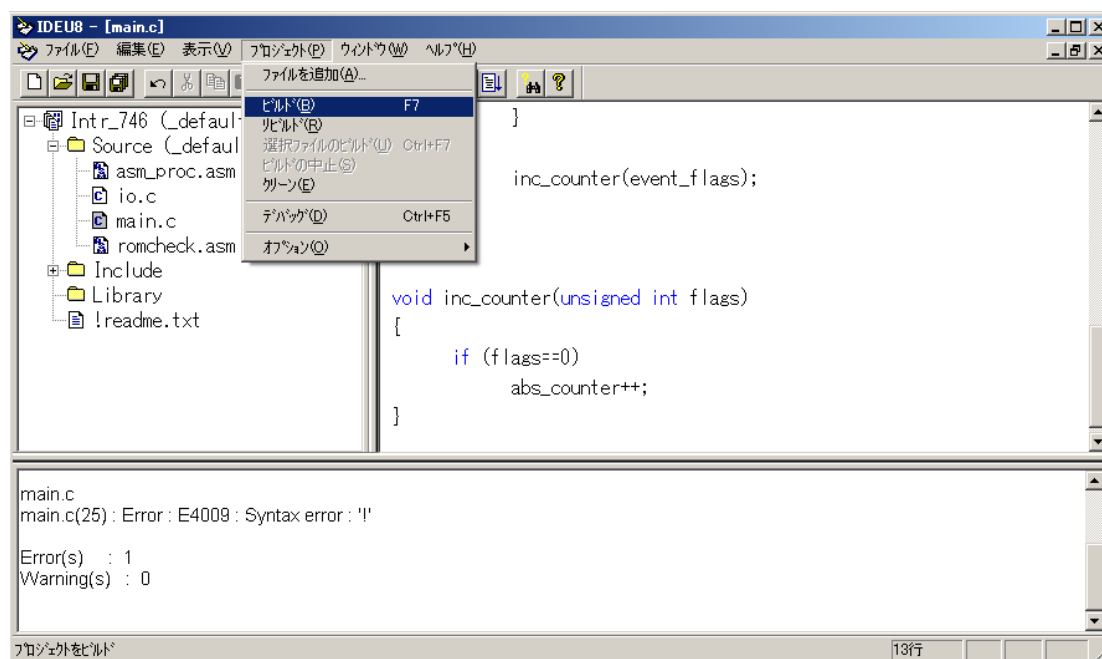 IDEU8 - [main.c]
ﾌｧｲﾙ(F) 編集(E) 表示(V) ﾌﾟﾛｼﾞｪｸﾄ(P) ｳｨﾝﾄﾞｳ(W) ﾍﾙﾌﾟ(H)
ﾌｧｲﾙを追加(A)...
ﾋﾞﾙﾄﾞ(B) F7
ﾘﾋﾞﾙﾄﾞ(R)
選択ﾌｧｲﾙのﾋﾞﾙﾄﾞ(U) Ctrl+F7
ﾋﾞﾙﾄﾞの中止(S)
ｸﾘｰﾝ(E)
ﾃﾞﾊﾞｯｸﾞ(D) Ctrl+F5
ｵﾌﾟｼｮﾝ(O)
Intr_746 (_defaul
Source (_defaul
asm_proc.asm
io.c
main.c
romcheck.asm
Include
Library
!readme.txt
}
inc_counter(event_flags);
void inc_counter(unsigned int flags)
{
if (flags==0)
abs_counter++;
}
main.c
main.c(25) : Error : E4009 : Syntax error : '!'
Error(s) : 1
Warning(s) : 0
ﾌﾟﾛｼﾞｪｸﾄをﾋﾞﾙﾄﾞ
13行